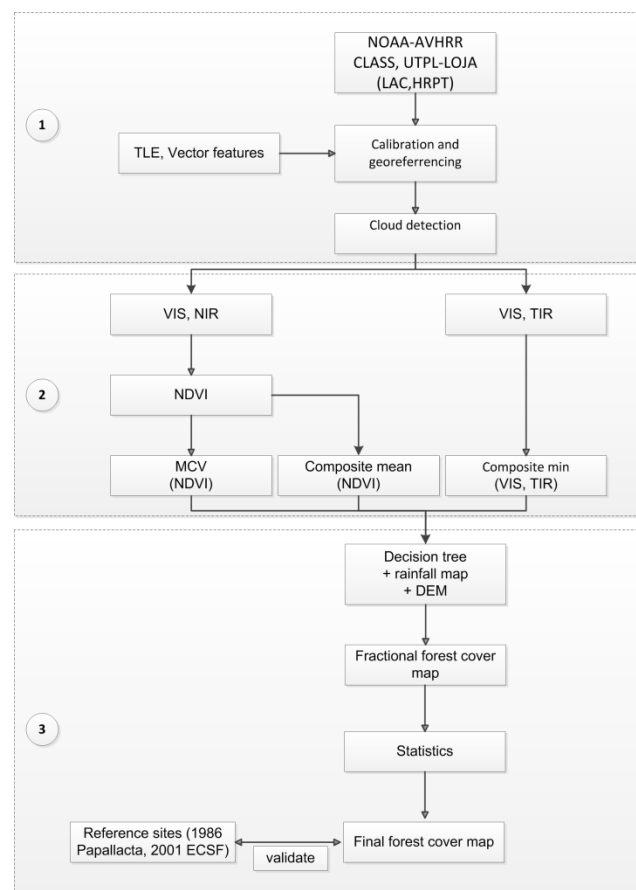 NOAA-AVHRR
CLASS, UTPL-LOJA
(LAC,HRPT)
1
TLE, Vector features
Calibration and
georeferrencing
Cloud detection
VIS, NIR
VIS, TIR
2
NDVI
MCV
(NDVI)
Composite mean
(NDVI)
Composite min
(VIS, TIR)
Decision tree
+ rainfall map
+ DEM
Fractional forest cover
map
3
Statistics
Reference sites (1986
Papallacta, 2001 ECSF)
validate
Final forest cover map